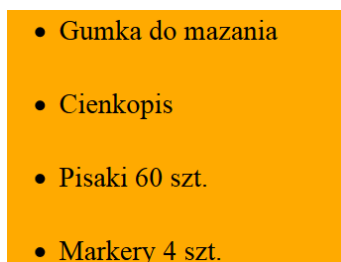 • Gumka do mazania
• Cienkopis
• Pisaki 60 szt.
• Markery 4 szt.